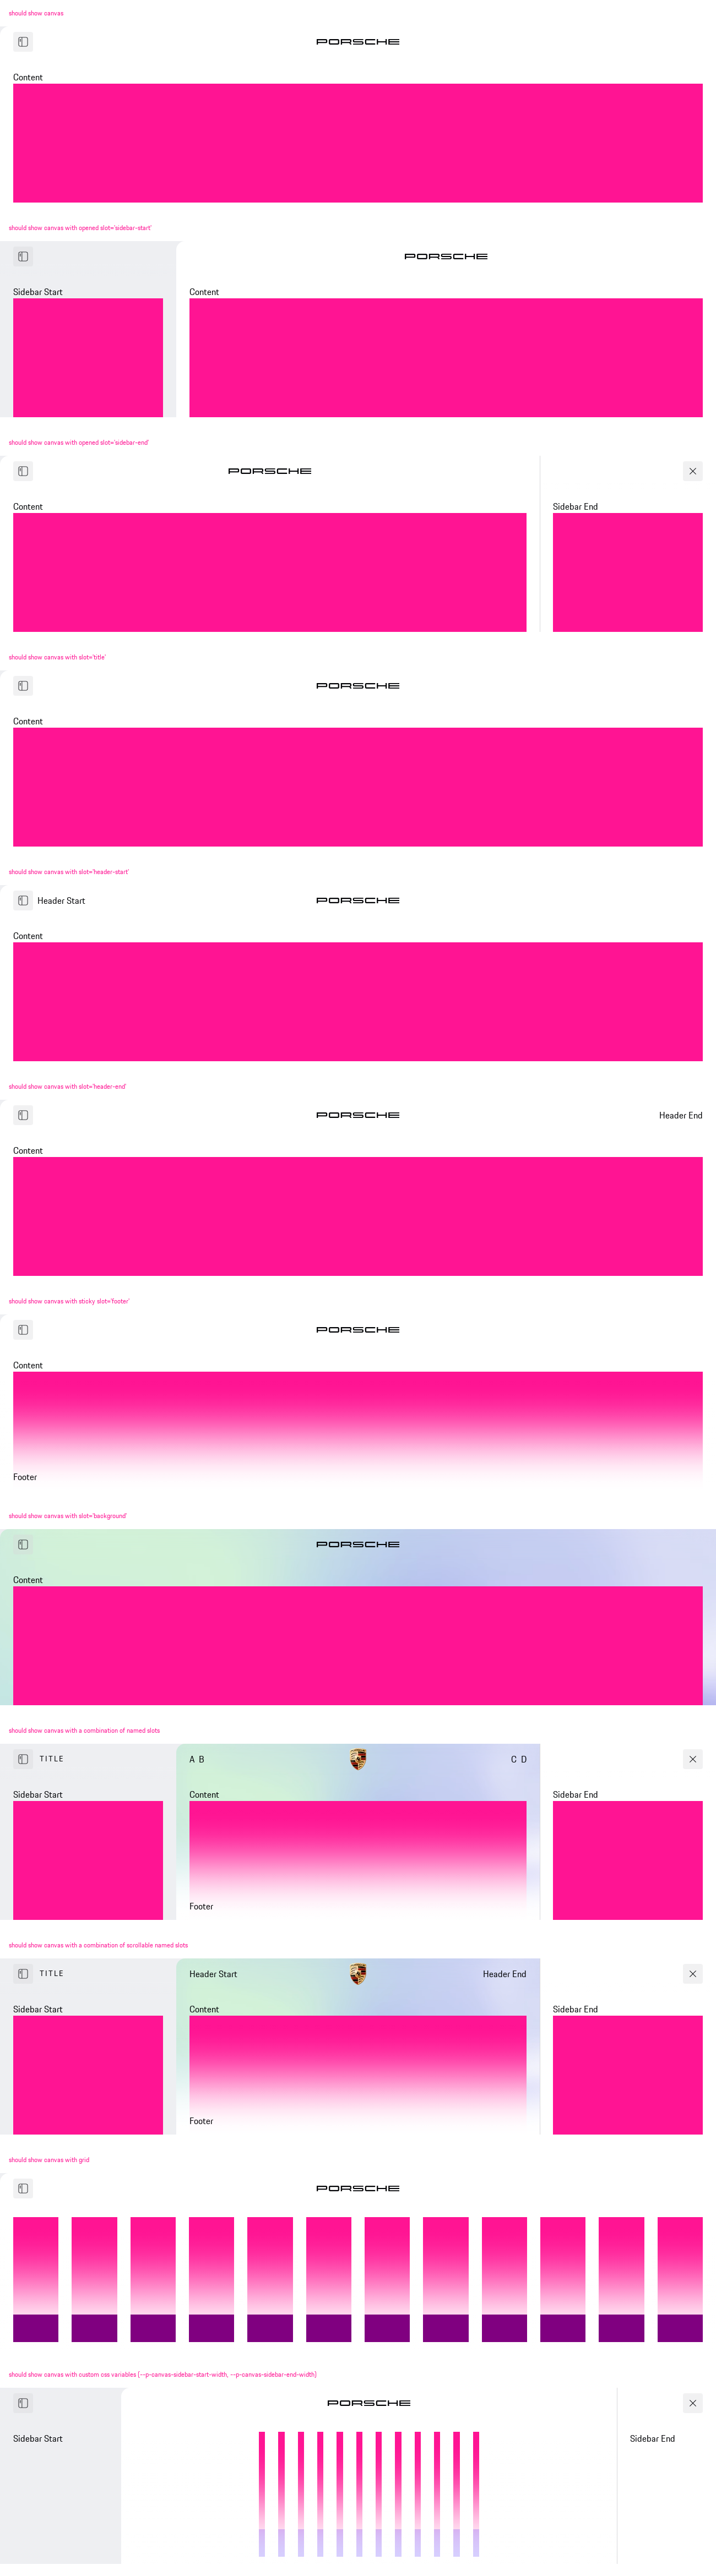 should show canvas
PORSCHE
Content
should show canvas with opened slot='sidebar-start'
PORSCHE
Sidebar Start Content
should show canvas with opened slot='sidebar-end'
PORSCHE
Content Sidebar End
should show canvas with slot='title'
PORSCHE
Content
should show canvas with slot='header-start'
Header Start PORSCHE
Content
should show canvas with slot='header-end'
PORSCHE Header End
Content
should show canvas with sticky slot='footer'
PORSCHE
Content
Footer
should show canvas with slot='background'
PORSCHE
Content
should show canvas with a combination of named slots
TITLE A B C D
Sidebar Start Content Sidebar End
Footer
should show canvas with a combination of scrollable named slots
TITLE Header Start Header End
Sidebar Start Content Sidebar End
Footer
should show canvas with grid
PORSCHE
should show canvas with custom css variables (--p-canvas-sidebar-start-width, --p-canvas-sidebar-end-width)
PORSCHE
Sidebar Start Sidebar End